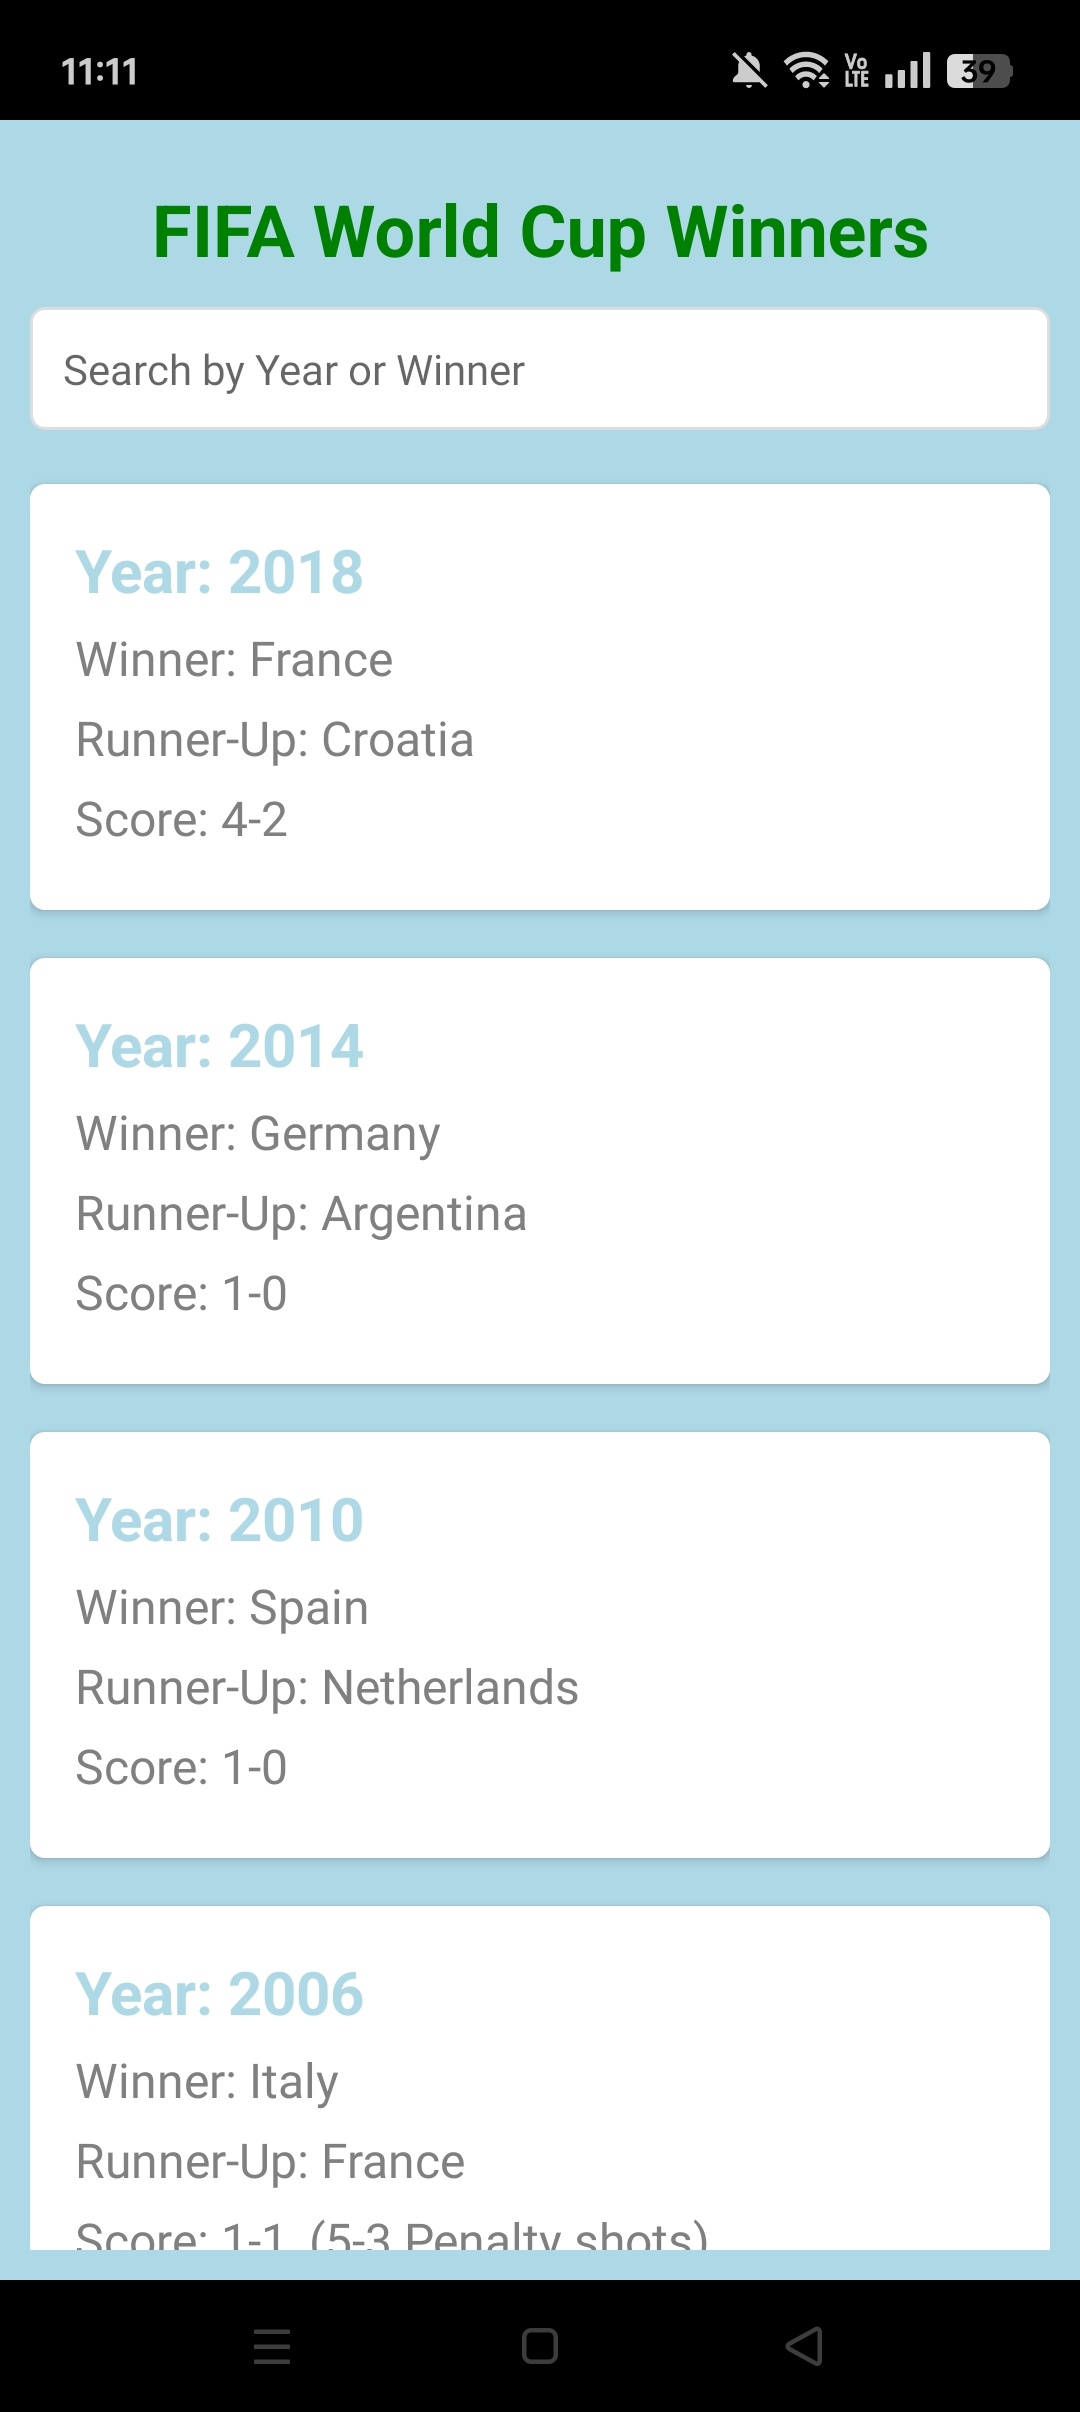 11:11
Vo
LTE
39
FIFA World Cup Winners
Search by Year or Winner
Year: 2018
Winner: France
Runner-Up: Croatia
Score: 4-2
Year: 2014
Winner: Germany
Runner-Up: Argentina
Score: 1-0
Year: 2010
Winner: Spain
Runner-Up: Netherlands
Score: 1-0
Year: 2006
Winner: Italy
Runner-Up: France
Score: 1-1 (5-3 Penalty shots)